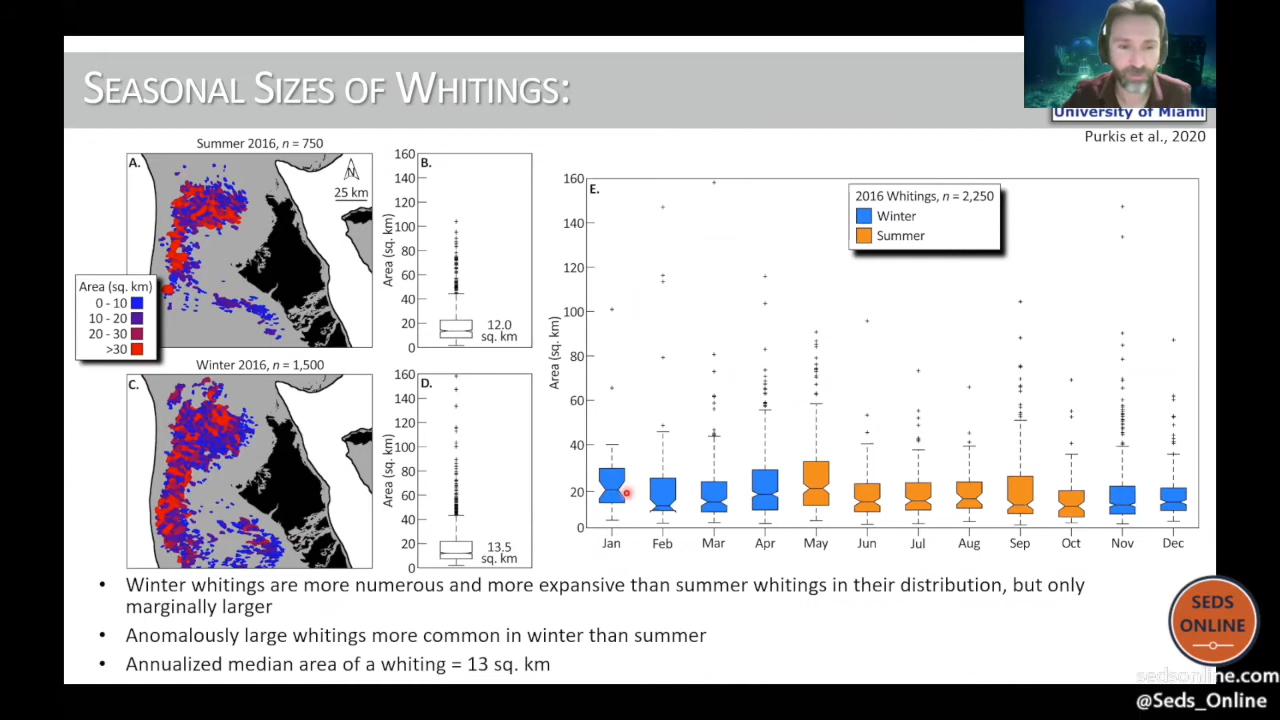 SEASONAL SIZES OF WHITINGS:
University of Miami
Purkis et al., 2020
Summer 2016, n = 750
A.
N
25 km
Area (sq. km)
0 - 10
10 - 20
20 - 30
>30
B.
Area (sq. km)
160
140
120
100
80
60
40
20
0
12.0
sq. km
Winter 2016, n = 1,500
C.
D.
Area (sq. km)
160
140
120
100
80
60
40
20
0
13.5
sq. km
E.
Area (sq. km)
160
140
120
100
80
60
40
20
0
2016 Whitings, n = 2,250
Winter
Summer
Jan Feb Mar Apr May Jun Jul Aug Sep Oct Nov Dec
• Winter whitings are more numerous and more expansive than summer whitings in their distribution, but only
marginally larger
• Anomalously large whitings more common in winter than summer
• Annualized median area of a whiting = 13 sq. km
SEDS
ONLINE
sedsonline.com
@Seds_Online